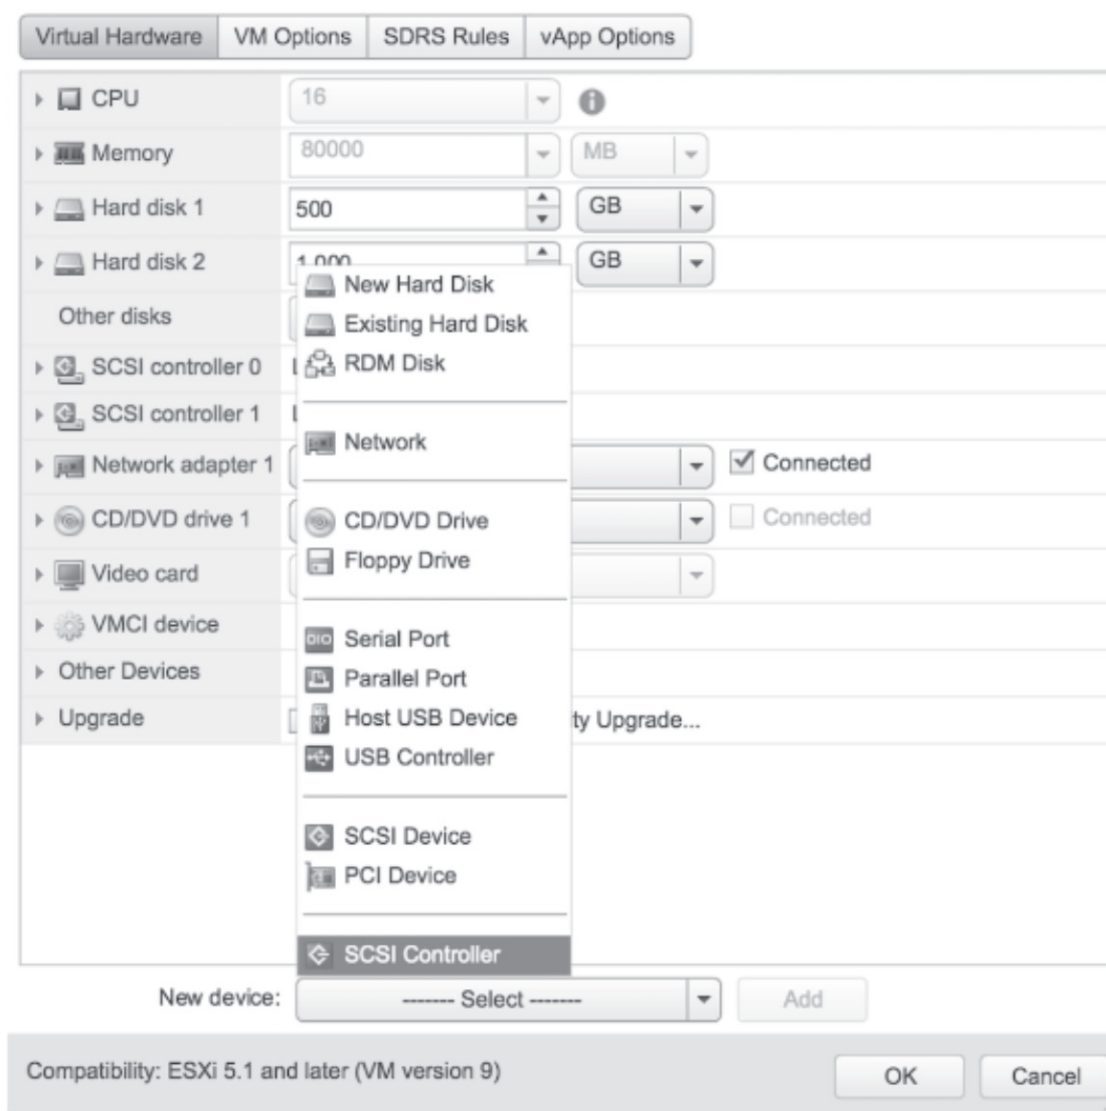 Virtual Hardware VM Options SDRS Rules vApp Options
CPU 16
Memory 80000 MB
Hard disk 1 500 GB
Hard disk 2 1,000 GB
New Hard Disk
Other disks Existing Hard Disk
SCSI controller 0 RDM Disk
SCSI controller 1
Network
Network adapter 1 Connected
CD/DVD drive 1 CD/DVD Drive Connected
Video card Floppy Drive
VMCI device Serial Port
Other Devices Parallel Port
Upgrade Host USB Device ty Upgrade...
USB Controller
SCSI Device
PCI Device
SCSI Controller
New device: ------- Select ------- Add
Compatibility: ESXi 5.1 and later (VM version 9) OK Cancel